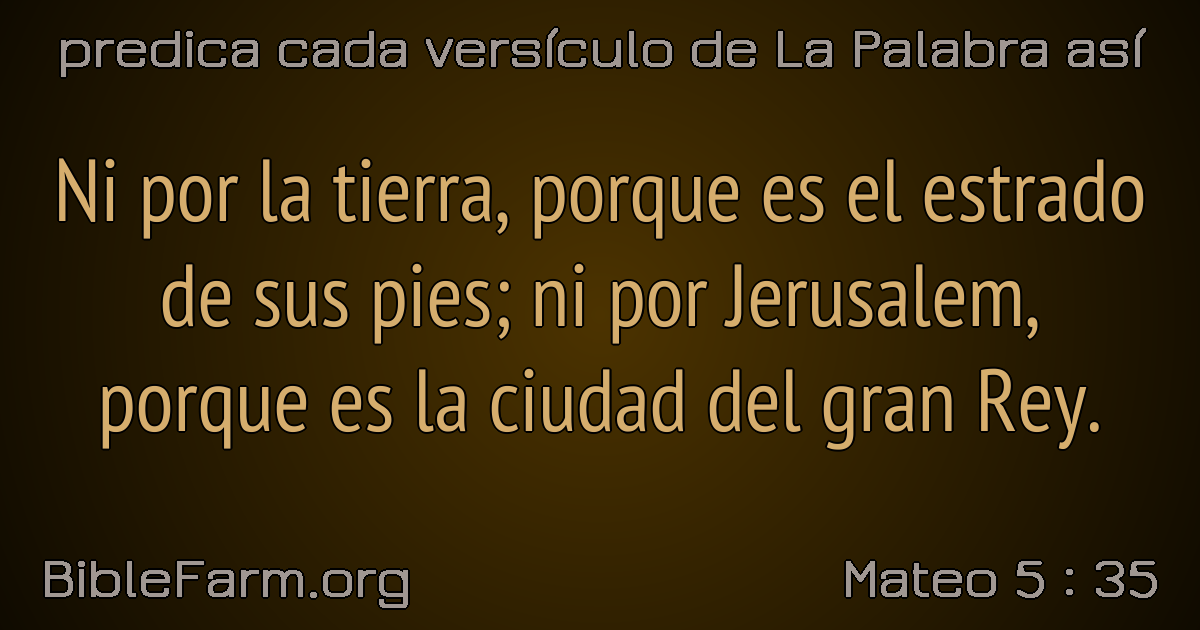 predica cada versículo de La Palabra así
Ni por la tierra, porque es el estrado
de sus pies; ni por Jerusalem,
porque es la ciudad del gran Rey.
BibleFarm.org
Mateo 5 : 35